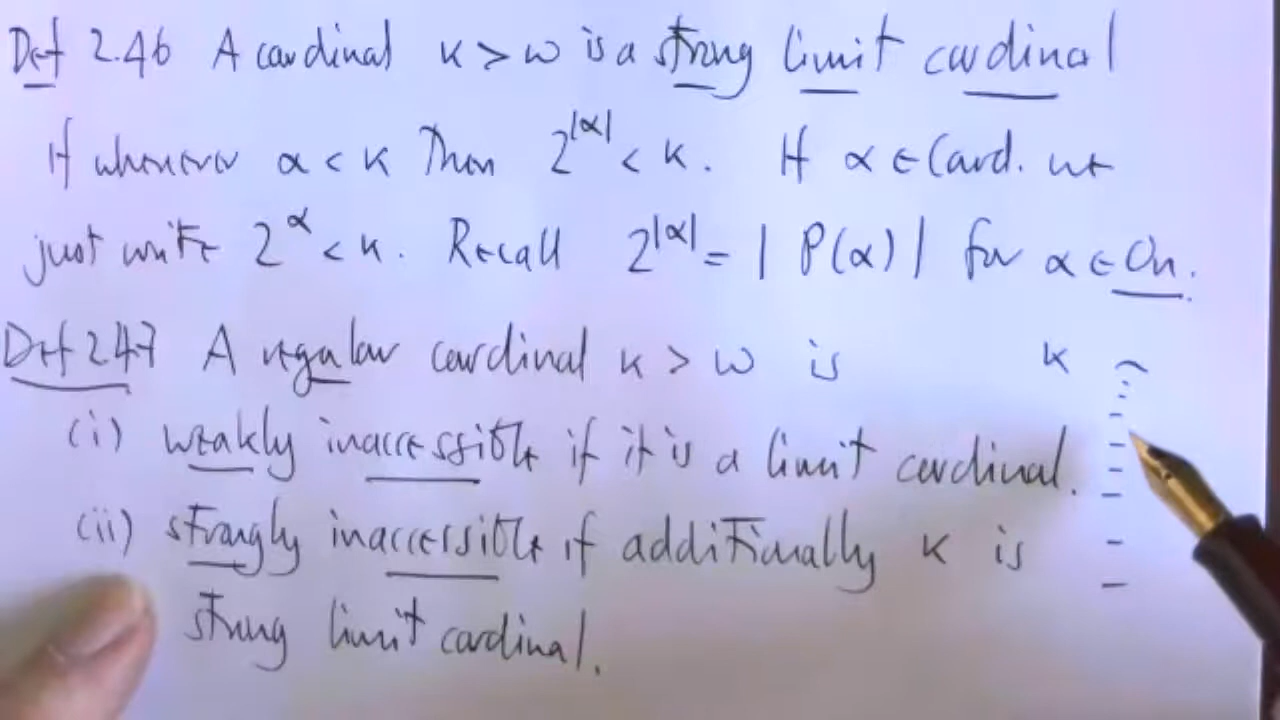 Def 2.46 A cardinal κ > ω is a strong limit cardinal
if whenever α < κ Then 2^|α| < κ. If α ∈ Card. we
just write 2^α < κ. Recall 2^|α| = | P(α) | for α ∈ On.
Def 2.47 A regular cardinal κ > ω is κ
(i) weakly inaccessible if it is a limit cardinal.
(ii) strongly inaccessible if additionally κ is
strong limit cardinal.